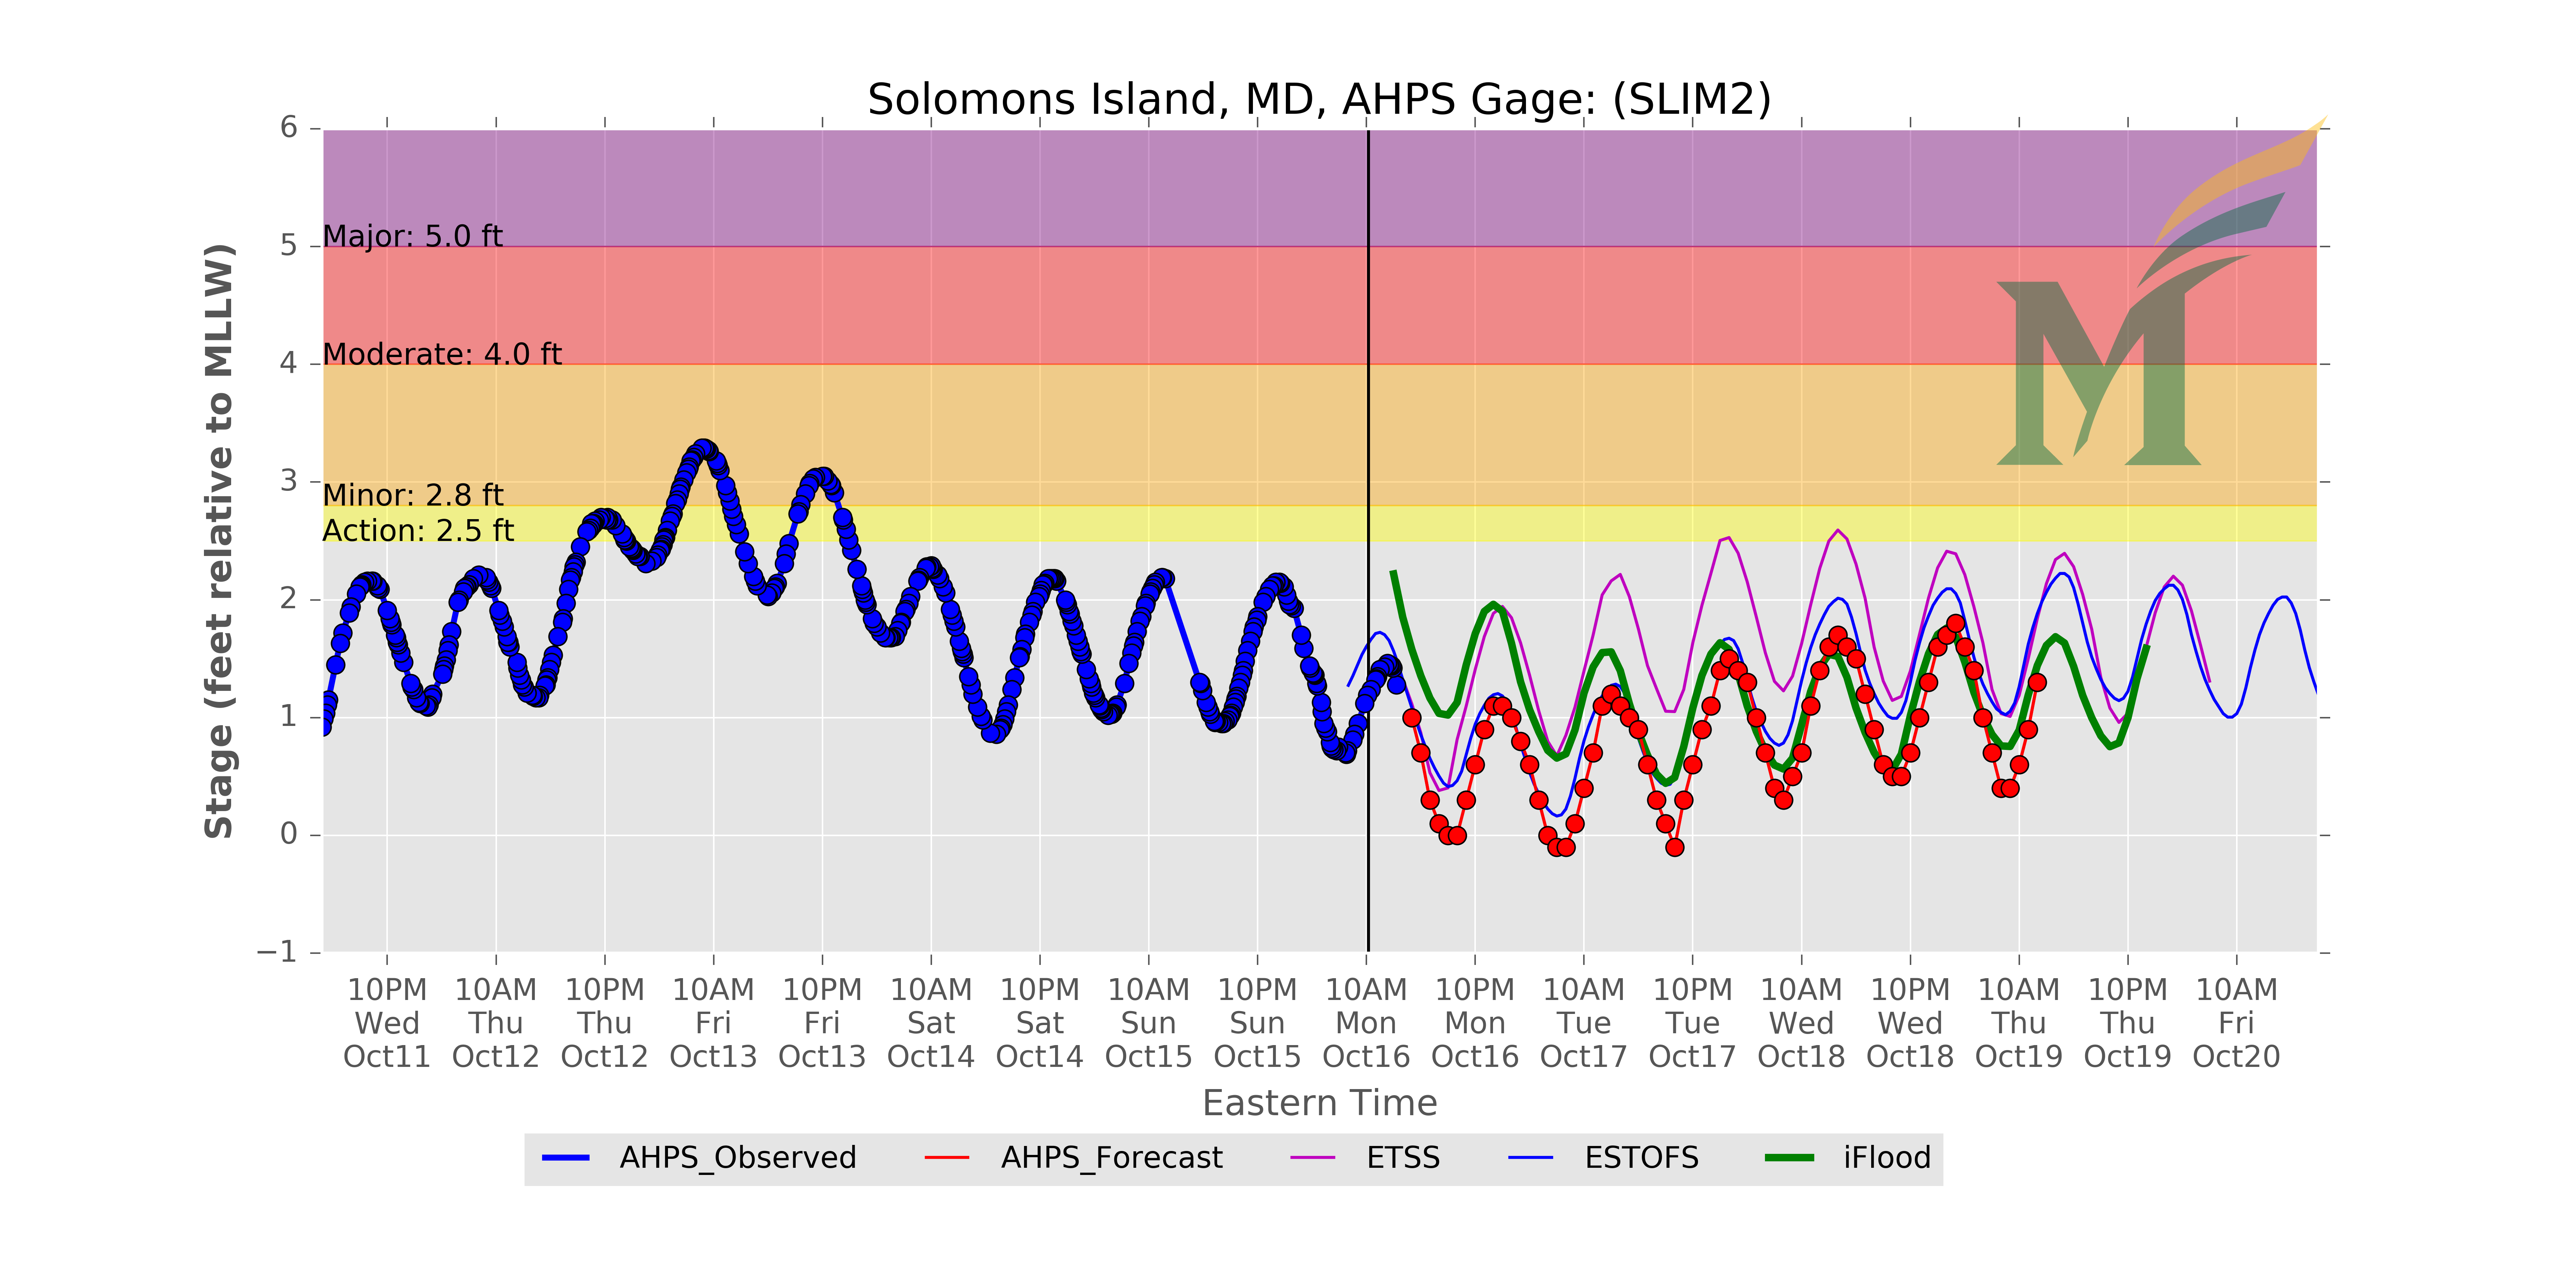 Solomons Island, MD, AHPS Gage: (SLIM2)
6
5
4
3
2
1
0
−1
Stage (feet relative to MLLW)
Major: 5.0 ft
Moderate: 4.0 ft
Minor: 2.8 ft
Action: 2.5 ft
M
10PM 10AM 10PM 10AM 10PM 10AM 10PM 10AM 10PM 10AM 10PM 10AM 10PM 10AM 10PM 10AM 10PM 10AM
Wed Thu Thu Fri Fri Sat Sat Sun Sun Mon Mon Tue Tue Wed Wed Thu Thu Fri
Oct11 Oct12 Oct12 Oct13 Oct13 Oct14 Oct14 Oct15 Oct15 Oct16 Oct16 Oct17 Oct17 Oct18 Oct18 Oct19 Oct19 Oct20
Eastern Time
AHPS_Observed AHPS_Forecast ETSS ESTOFS iFlood